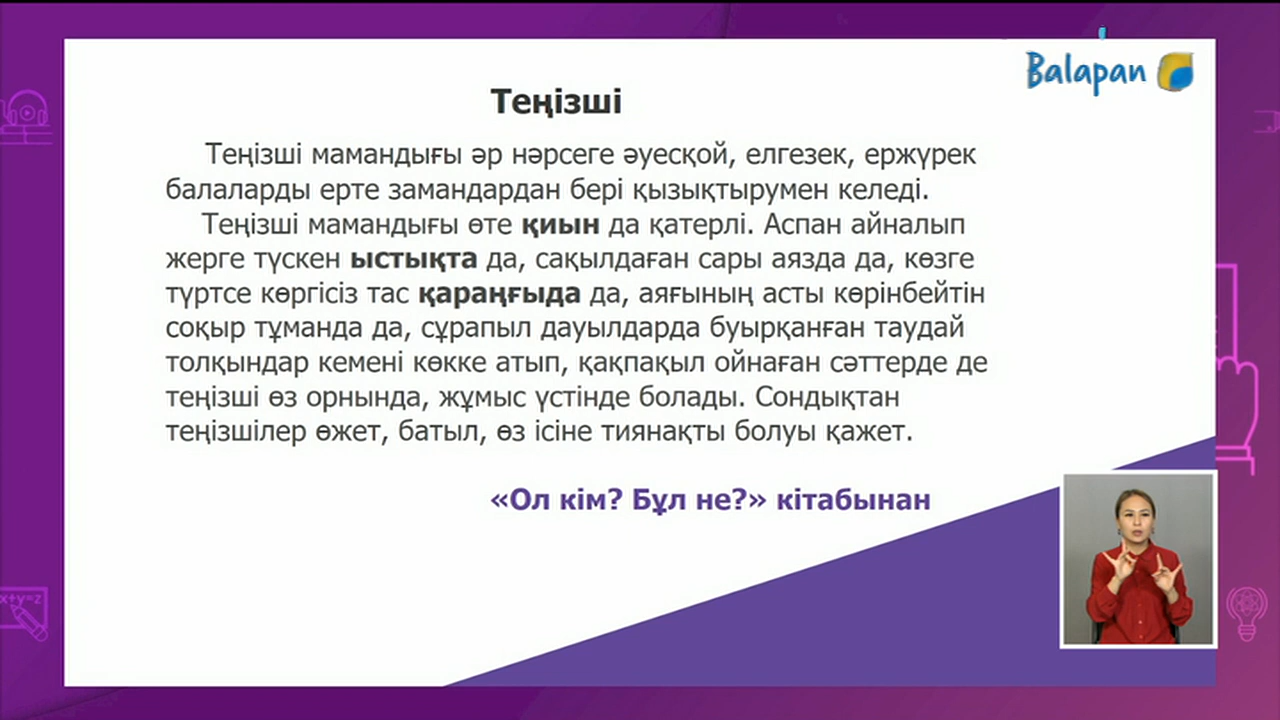 Balapan
Теңізші
Теңізші мамандығы әр нәрсеге әуесқой, елгезек, ержүрек
балаларды ерте замандардан бері қызықтырумен келеді.
Теңізші мамандығы өте қиын да қатерлі. Аспан айналып
жерге түскен ыстықта да, сақылдаған сары аязда да, көзге
түртсе көргісіз тас қараңғыда да, аяғының асты көрінбейтін
соқыр тұманда да, сұрапыл дауылдарда буырқанған таудай
толқындар кемені көкке атып, қақпақыл ойнаған сәттерде де
теңізші өз орнында, жұмыс үстінде болады. Сондықтан
теңізшілер өжет, батыл, өз ісіне тиянақты болуы қажет.
«Ол кім? Бұл не?» кітабынан
x+y=z